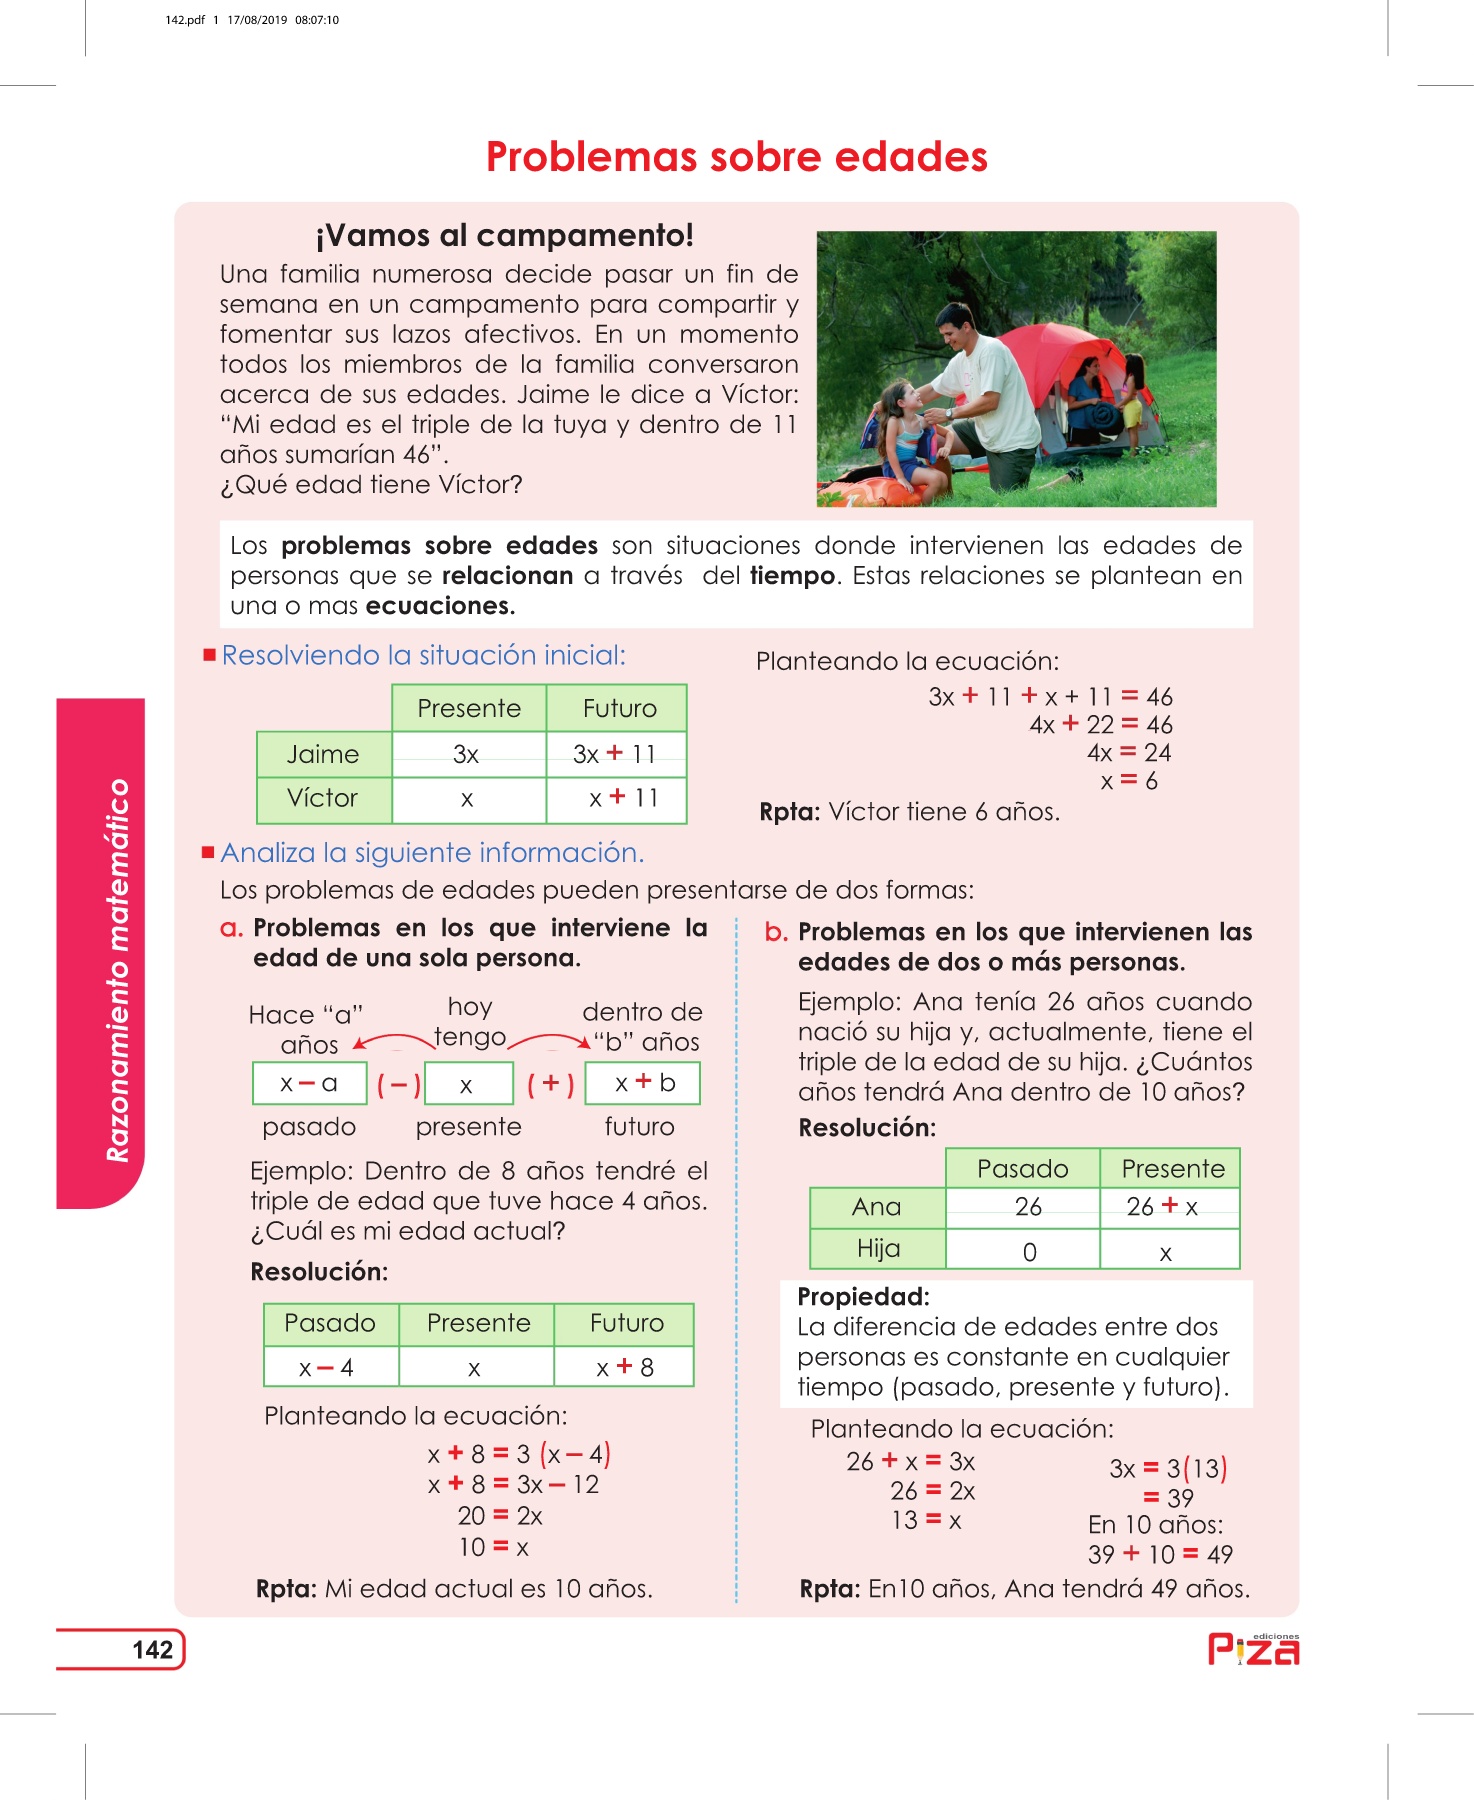 142.pdf 1 17/08/2019 08:07:10
Problemas sobre edades
¡Vamos al campamento!
Una familia numerosa decide pasar un fin de
semana en un campamento para compartir y
fomentar sus lazos afectivos. En un momento
todos los miembros de la familia conversaron
acerca de sus edades. Jaime le dice a Víctor:
“Mi edad es el triple de la tuya y dentro de 11
años sumarían 46”.
¿Qué edad tiene Víctor?
Los problemas sobre edades son situaciones donde intervienen las edades de
personas que se relacionan a través del tiempo. Estas relaciones se plantean en
una o mas ecuaciones.
Resolviendo la situación inicial:
Presente Futuro
Jaime 3x 3x + 11
Víctor x x + 11
Planteando la ecuación:
3x + 11 + x + 11 = 46
4x + 22 = 46
4x = 24
x = 6
Rpta: Víctor tiene 6 años.
Analiza la siguiente información.
Los problemas de edades pueden presentarse de dos formas:
a. Problemas en los que interviene la
edad de una sola persona.
Hace “a” hoy dentro de
años tengo “b” años
x – a ( – ) x ( + ) x + b
pasado presente futuro
Ejemplo: Dentro de 8 años tendré el
triple de edad que tuve hace 4 años.
¿Cuál es mi edad actual?
Resolución:
Pasado Presente Futuro
x – 4 x x + 8
Planteando la ecuación:
x + 8 = 3 (x – 4)
x + 8 = 3x – 12
20 = 2x
10 = x
Rpta: Mi edad actual es 10 años.
b. Problemas en los que intervienen las
edades de dos o más personas.
Ejemplo: Ana tenía 26 años cuando
nació su hija y, actualmente, tiene el
triple de la edad de su hija. ¿Cuántos
años tendrá Ana dentro de 10 años?
Resolución:
Pasado Presente
Ana 26 26 + x
Hija 0 x
Propiedad:
La diferencia de edades entre dos
personas es constante en cualquier
tiempo (pasado, presente y futuro).
Planteando la ecuación:
26 + x = 3x
26 = 2x
13 = x
3x = 3(13)
= 39
En 10 años:
39 + 10 = 49
Rpta: En10 años, Ana tendrá 49 años.
Razonamiento matemático
142
ediciones
Piza